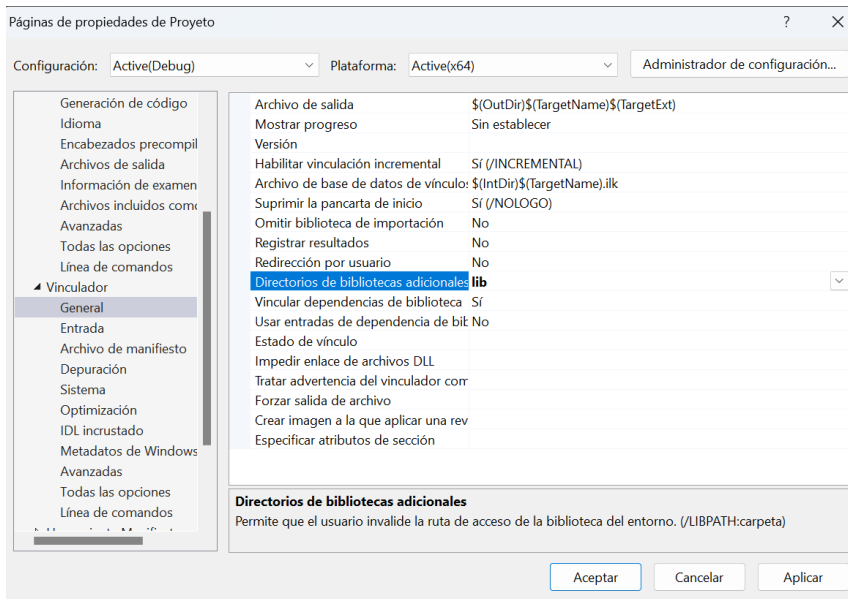 Páginas de propiedades de Proyeto
?
Configuración: Active(Debug) Plataforma: Active(x64) Administrador de configuración...
Generación de código
Idioma
Encabezados precompil
Archivos de salida
Información de examen
Archivos incluidos como
Avanzadas
Todas las opciones
Línea de comandos
Vinculador
General
Entrada
Archivo de manifiesto
Depuración
Sistema
Optimización
IDL incrustado
Metadatos de Windows
Avanzadas
Todas las opciones
Línea de comandos
Archivo de salida $(OutDir)$(TargetName)$(TargetExt)
Mostrar progreso Sin establecer
Versión
Habilitar vinculación incremental Sí (/INCREMENTAL)
Archivo de base de datos de vínculos $(IntDir)$(TargetName).ilk
Suprimir la pancarta de inicio Sí (/NOLOGO)
Omitir biblioteca de importación No
Registrar resultados No
Redirección por usuario No
Directorios de bibliotecas adicionales lib
Vincular dependencias de biblioteca Sí
Usar entradas de dependencia de bib No
Estado de vínculo
Impedir enlace de archivos DLL
Tratar advertencia del vinculador com
Forzar salida de archivo
Crear imagen a la que aplicar una rev
Especificar atributos de sección
Directorios de bibliotecas adicionales
Permite que el usuario invalide la ruta de acceso de la biblioteca del entorno. (/LIBPATH:carpeta)
Aceptar Cancelar Aplicar